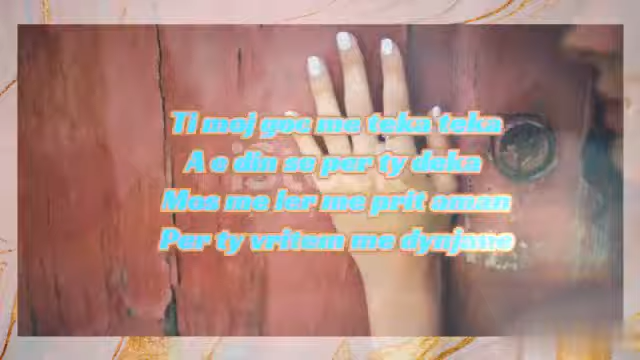 Ti moj goc me teka teka
A e din se per ty deka
Mos me ler me prit aman
Per ty vritem me dynjane